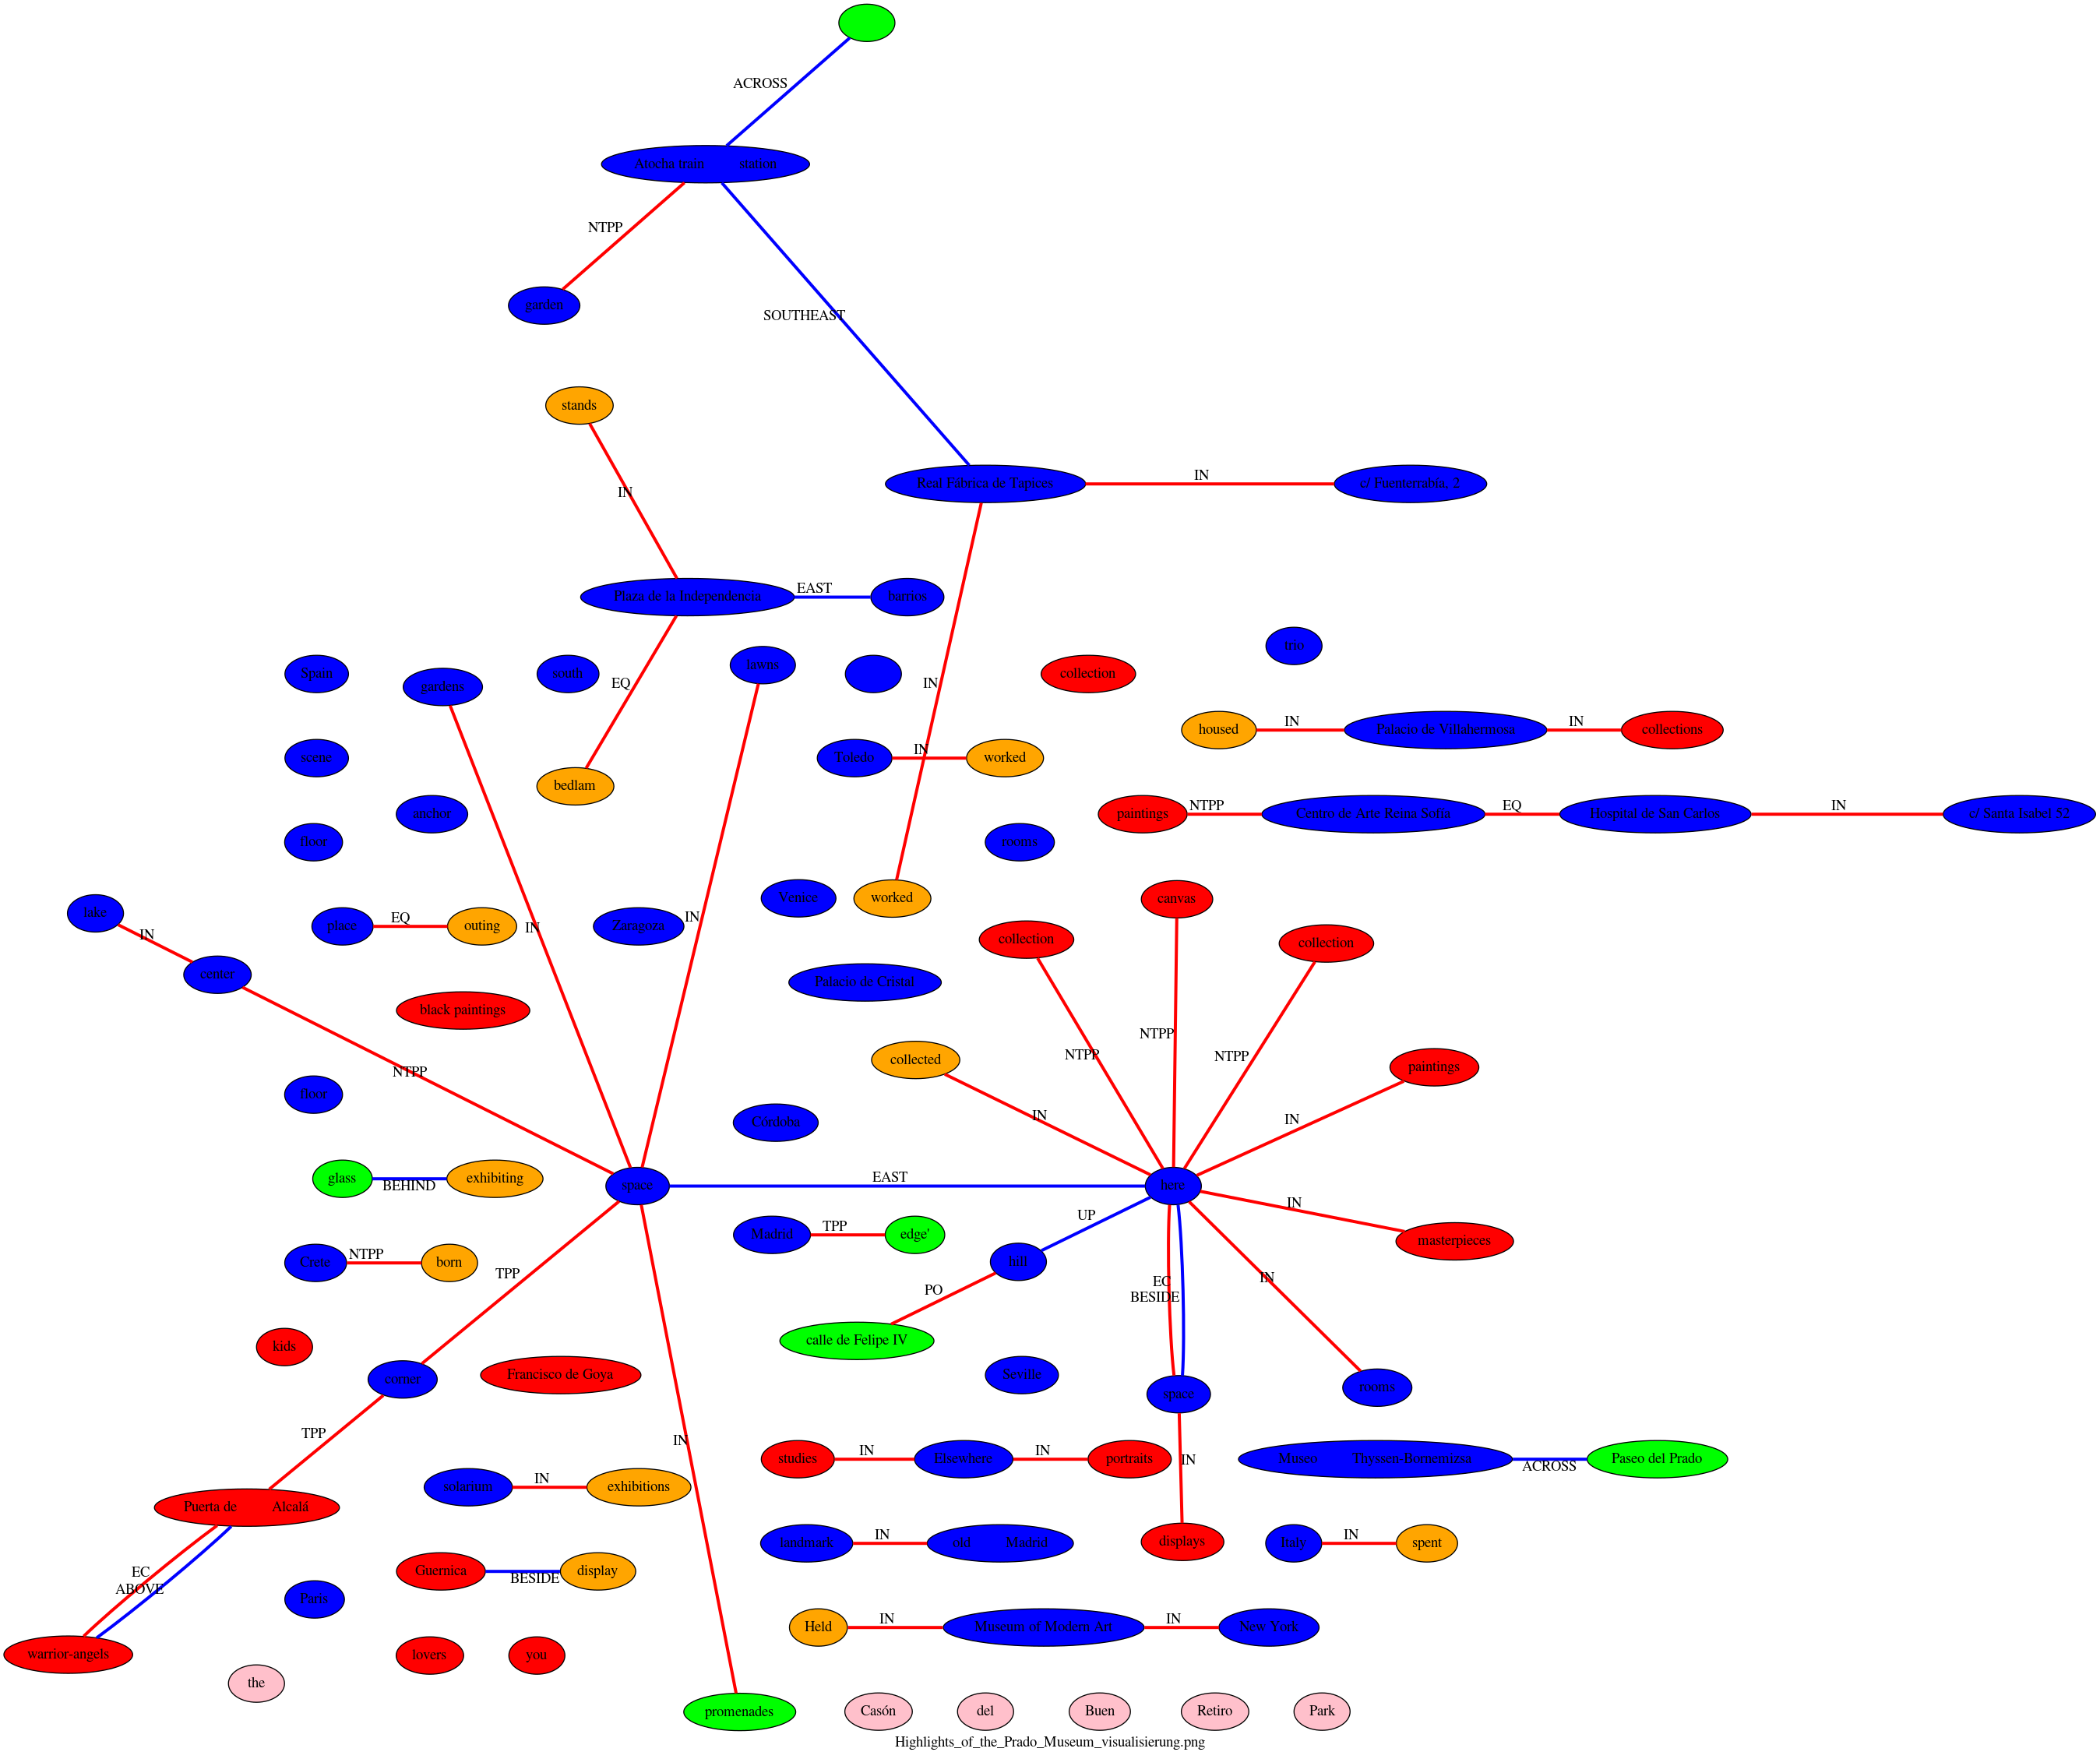 ACROSS
Atocha tram station
NTPP
garden
SOUTHEAST
stands
IN
Real Fábrica de Tapices
IN
c/ Fuenterrabía, 2
Plaza de la Independencia
EAST
barrios
trio
Spain
gardens
south
EQ
lawns
IN
collection
housed
IN
Palacio de Villahermosa
IN
collections
scene
bedlam
Toledo
IN
worked
anchor
paintings
NTPP
Centro de Arte Reina Sofía
EQ
Hospital de San Carlos
IN
c/ Santa Isabel 52
floor
rooms
lake
IN
place
EQ
outing
IN
Zaragoza
IN
Venice
worked
canvas
collection
collection
center
Palacio de Cristal
black paintings
NTPP
NTPP
NTPP
collected
paintings
NTPP
floor
Córdoba
IN
IN
glass
BEHIND
exhibiting
space
EAST
here
Madrid
TPP
edge'
UP
IN
masterpieces
Crete
NTPP
born
TPP
hill
PO
EC
BESIDE
IN
kids
calle de Felipe IV
corner
Francisco de Goya
Seville
space
rooms
TPP
IN
studies
IN
Elsewhere
IN
portraits
IN
Museo Thyssen Bornemizsa
ACROSS
Paseo del Prado
Puerta de Alcalá
solarium
IN
exhibitions
landmark
IN
old Madrid
displays
Italy
IN
spent
EC
ABOVE
Guernica
BESIDE
display
Paris
Held
IN
Museum of Modern Art
IN
New York
warrior-angels
lovers
you
the
promenades
Casón
del
Buen
Retiro
Park
Highlights_of_the_Prado_Museum_visualisierung.png